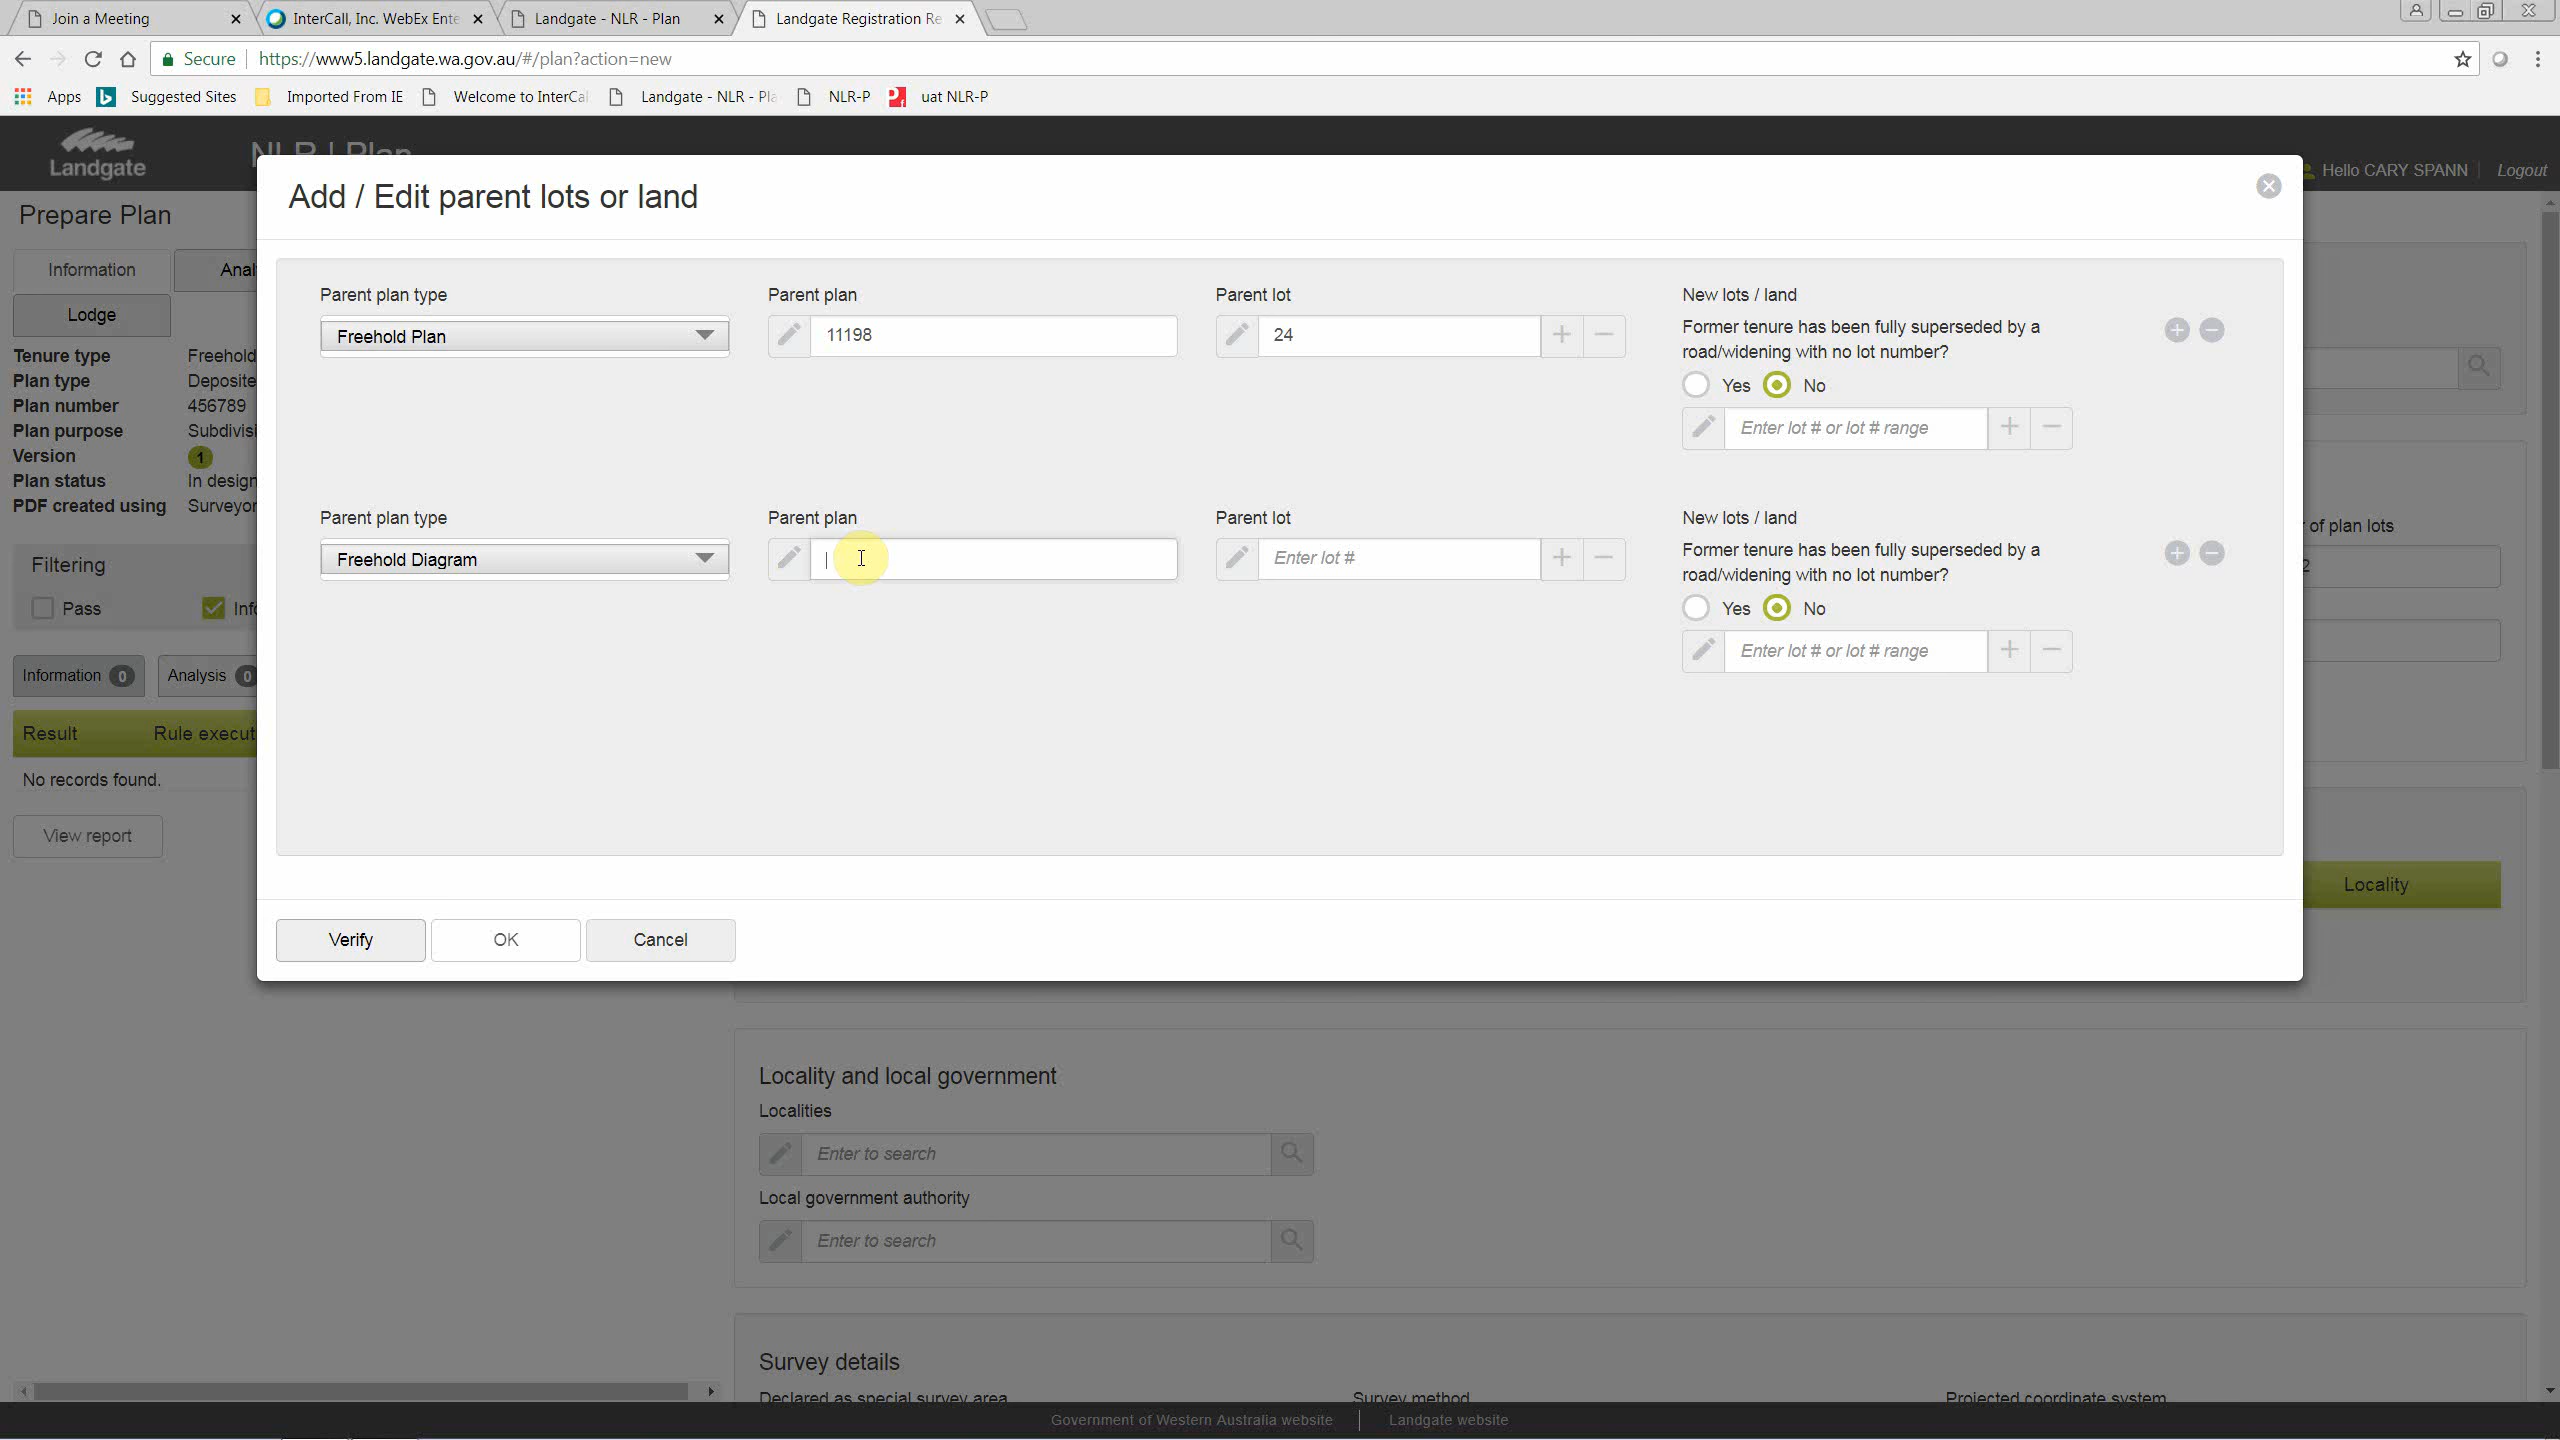 Join a Meeting
InterCall, Inc. WebEx Ente
Landgate - NLR - Plan
Landgate Registration Re
Secure https://www5.landgate.wa.gov.au/#/plan?action=new
Apps Suggested Sites Imported From IE Welcome to InterCal Landgate - NLR - Pla NLR-P uat NLR-P
Landgate
NLR | Plan
Hello CARY SPANN Logout
Prepare Plan
Information
Anal
Lodge
Tenure type Freehold
Plan type Deposite
Plan number 456789
Plan purpose Subdivisi
Version 1
Plan status In design
PDF created using Surveyor
Filtering
Pass Info
Information 0 Analysis 0
Result Rule execut
No records found.
View report
Add / Edit parent lots or land
Parent plan type Parent plan Parent lot New lots / land
Freehold Plan 11198 24
Former tenure has been fully superseded by a
road/widening with no lot number?
Yes No
Enter lot # or lot # range
Parent plan type Parent plan Parent lot New lots / land
Freehold Diagram Enter lot #
Former tenure has been fully superseded by a
road/widening with no lot number?
Yes No
Enter lot # or lot # range
Verify OK Cancel
of plan lots
2
Locality
Locality and local government
Localities
Enter to search
Local government authority
Enter to search
Survey details
Declared as special survey area Survey method Projected coordinate system
Government of Western Australia website Landgate website